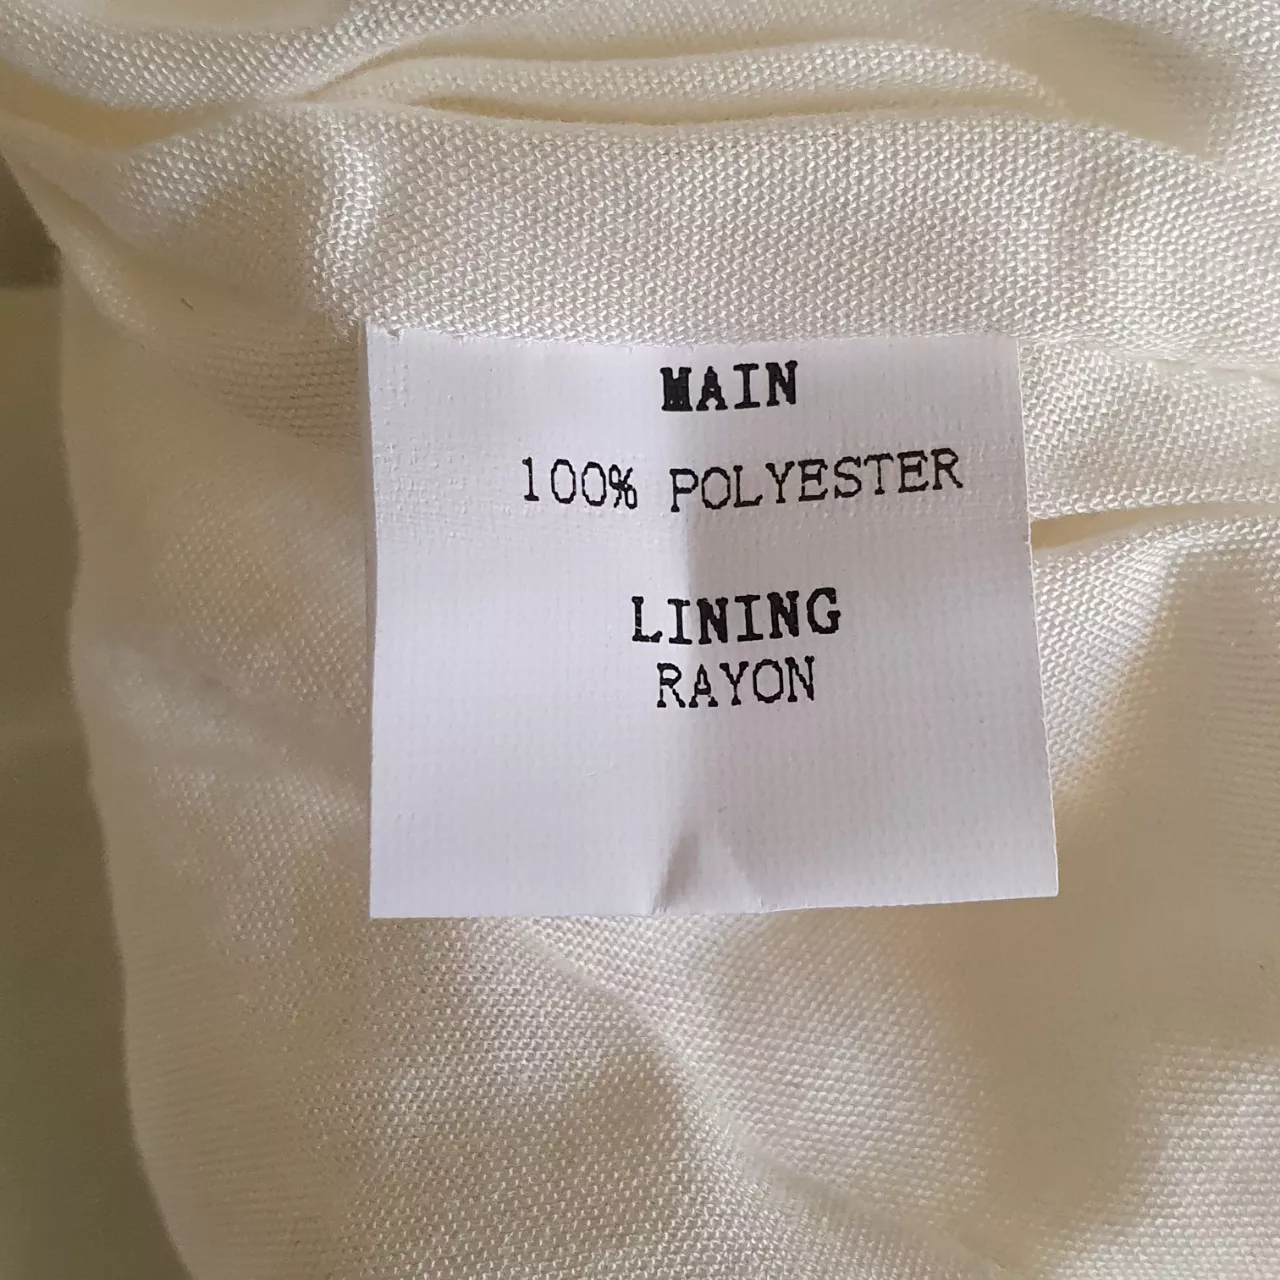 MAIN
100% POLYESTER
LINING
RAYON